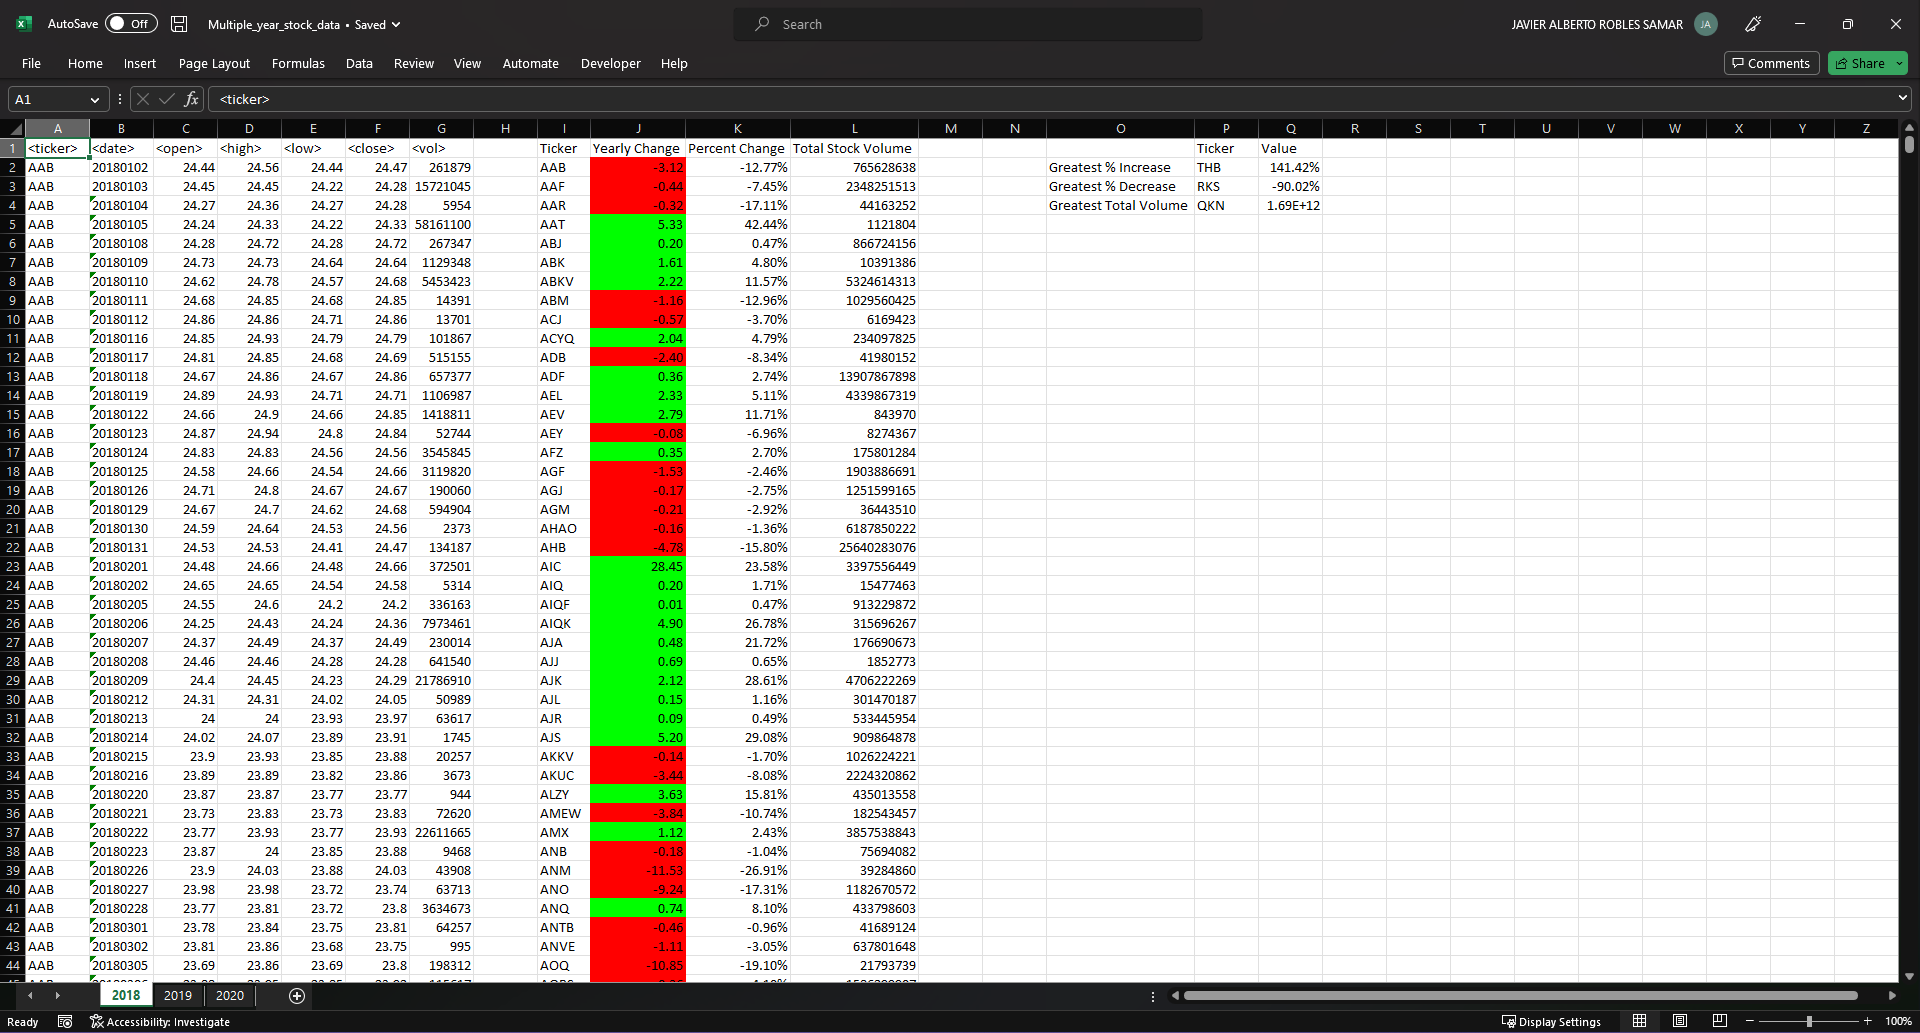 AutoSave Off Multiple_year_stock_data • Saved Search JAVIER ALBERTO ROBLES SAMAR JA
File Home Insert Page Layout Formulas Data Review View Automate Developer Help Comments Share
A1 fx <ticker>
A B C D E F G H I J K L M N O P Q R S T U V W X Y Z
1 <ticker> <date> <open> <high> <low> <close> <vol> Ticker Yearly Change Percent Change Total Stock Volume Ticker Value
2 AAB 20180102 24.44 24.56 24.44 24.47 261879 AAB -3.12 -12.77% 765628638 Greatest % Increase THB 141.42%
3 AAB 20180103 24.45 24.45 24.22 24.28 15721045 AAF -0.44 -7.45% 2348251513 Greatest % Decrease RKS -90.02%
4 AAB 20180104 24.27 24.36 24.27 24.28 5954 AAR -0.32 -17.11% 44163252 Greatest Total Volume QKN 1.69E+12
5 AAB 20180105 24.24 24.33 24.22 24.33 58161100 AAT 5.33 42.44% 1121804
6 AAB 20180108 24.28 24.72 24.28 24.72 267347 ABJ 0.20 0.47% 866724156
7 AAB 20180109 24.73 24.73 24.64 24.64 1129348 ABK 1.61 4.80% 10391386
8 AAB 20180110 24.62 24.78 24.57 24.68 5453423 ABKV 2.22 11.57% 5324614313
9 AAB 20180111 24.68 24.85 24.68 24.85 14391 ABM -1.16 -12.96% 1029560425
10 AAB 20180112 24.86 24.86 24.71 24.86 13701 ACJ -0.57 -3.70% 6169423
11 AAB 20180116 24.85 24.93 24.79 24.79 101867 ACYQ 2.04 4.79% 234097825
12 AAB 20180117 24.81 24.85 24.68 24.69 515155 ADB -2.40 -8.34% 41980152
13 AAB 20180118 24.67 24.86 24.67 24.86 657377 ADF 0.36 2.74% 13907867898
14 AAB 20180119 24.89 24.93 24.71 24.71 1106987 AEL 2.33 5.11% 4339867319
15 AAB 20180122 24.66 24.9 24.66 24.85 1418811 AEV 2.79 11.71% 843970
16 AAB 20180123 24.87 24.94 24.8 24.84 52744 AEY -0.08 -6.96% 8274367
17 AAB 20180124 24.83 24.83 24.56 24.56 3545845 AFZ 0.35 2.70% 175801284
18 AAB 20180125 24.58 24.66 24.54 24.66 3119820 AGF -1.53 -2.46% 1903886691
19 AAB 20180126 24.71 24.8 24.67 24.67 190060 AGJ -0.17 -2.75% 1251599165
20 AAB 20180129 24.67 24.7 24.62 24.68 594904 AGM -0.21 -2.92% 36443510
21 AAB 20180130 24.59 24.64 24.53 24.56 2373 AHAO -0.16 -1.36% 6187850222
22 AAB 20180131 24.53 24.53 24.41 24.47 134187 AHB -4.78 -15.80% 25640283076
23 AAB 20180201 24.48 24.66 24.48 24.66 372501 AIC 28.45 23.58% 3397556449
24 AAB 20180202 24.65 24.65 24.54 24.58 5314 AIQ 0.20 1.71% 15477463
25 AAB 20180205 24.55 24.6 24.2 24.2 336163 AIQF 0.01 0.47% 913229872
26 AAB 20180206 24.25 24.43 24.24 24.36 7973461 AIQK 4.90 26.78% 315696267
27 AAB 20180207 24.37 24.49 24.37 24.49 230014 AJA 0.48 21.72% 176690673
28 AAB 20180208 24.46 24.46 24.28 24.28 641540 AJJ 0.69 0.65% 1852773
29 AAB 20180209 24.4 24.45 24.23 24.29 21786910 AJK 2.12 28.61% 4706222269
30 AAB 20180212 24.31 24.31 24.02 24.05 50989 AJL 0.15 1.16% 301470187
31 AAB 20180213 24 24 23.93 23.97 63617 AJR 0.09 0.49% 533445954
32 AAB 20180214 24.02 24.07 23.89 23.91 1745 AJS 5.20 29.08% 909864878
33 AAB 20180215 23.9 23.93 23.85 23.88 20257 AKKV -0.14 -1.70% 1026224221
34 AAB 20180216 23.89 23.89 23.82 23.86 3673 AKUC -3.44 -8.08% 2224320862
35 AAB 20180220 23.87 23.87 23.77 23.77 944 ALZY 3.63 15.81% 435013558
36 AAB 20180221 23.73 23.83 23.73 23.83 72620 AMEW -3.84 -10.74% 182543457
37 AAB 20180222 23.77 23.93 23.77 23.93 22611665 AMX 1.12 2.43% 3857538843
38 AAB 20180223 23.87 24 23.85 23.88 9468 ANB -0.18 -1.04% 75694082
39 AAB 20180226 23.9 24.03 23.88 24.03 43908 ANM -11.53 -26.91% 39284860
40 AAB 20180227 23.98 23.98 23.72 23.74 63713 ANO -9.24 -17.31% 1182670572
41 AAB 20180228 23.77 23.81 23.72 23.8 3634673 ANQ 0.74 8.10% 433798603
42 AAB 20180301 23.78 23.84 23.75 23.81 64257 ANTB -0.46 -0.96% 41689124
43 AAB 20180302 23.81 23.86 23.68 23.75 995 ANVE -1.11 -3.05% 637801648
44 AAB 20180305 23.69 23.86 23.69 23.8 198312 AOQ -10.85 -19.10% 21793739
2018 2019 2020
Ready Accessibility: Investigate Display Settings 100%